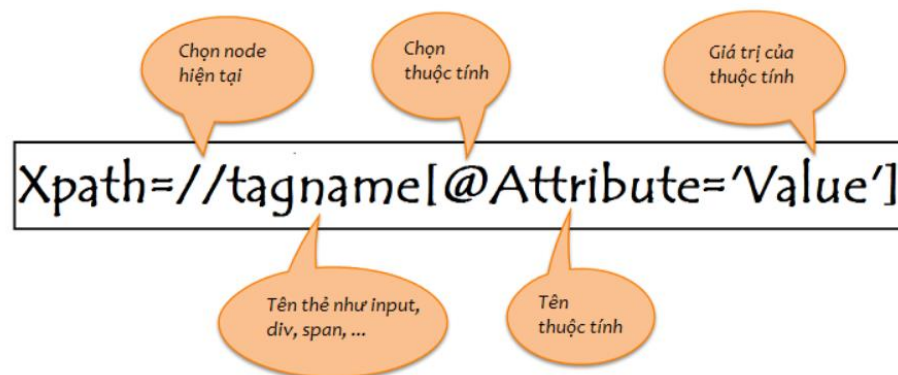 Chọn node
hiện tại
Chọn
thuộc tính
Giá trị của
thuộc tính
Xpath=//tagname[@Attribute='Value']
Tên thẻ như input,
div, span, ...
Tên
thuộc tính